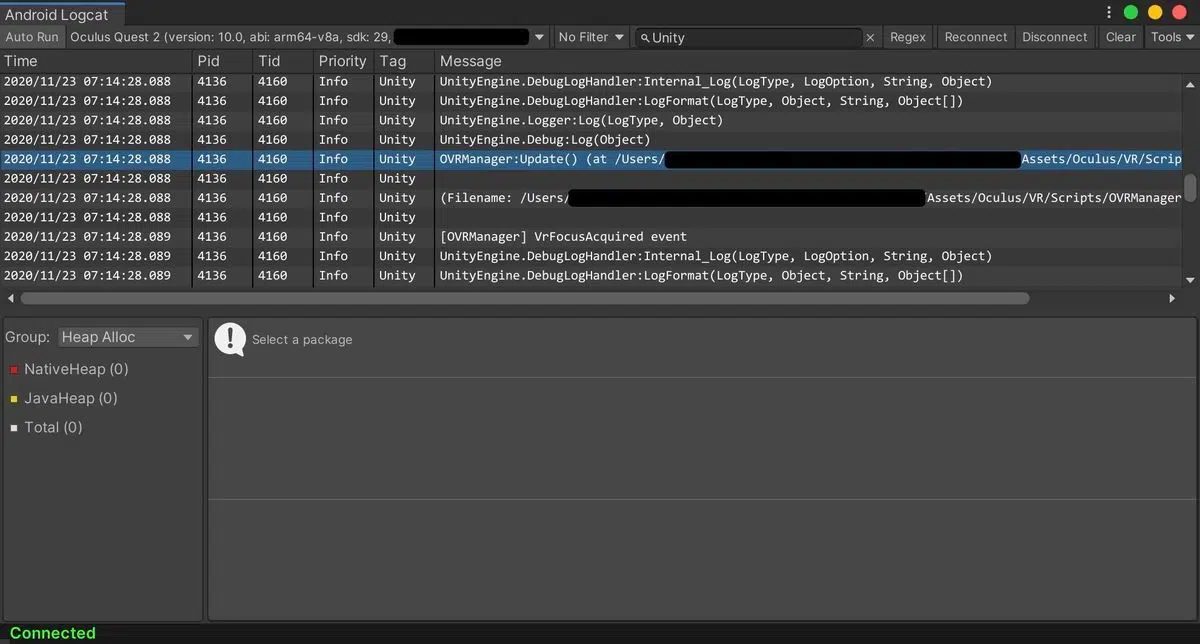 Android Logcat
Auto Run Oculus Quest 2 (version: 10.0, abi: arm64-v8a, sdk: 29, No Filter Unity Regex Reconnect Disconnect Clear Tools
Time Pid Tid Priority Tag Message
2020/11/23 07:14:28.088 4136 4160 Info Unity UnityEngine.DebugLogHandler:Internal_Log(LogType, LogOption, String, Object)
2020/11/23 07:14:28.088 4136 4160 Info Unity UnityEngine.DebugLogHandler:LogFormat(LogType, Object, String, Object[])
2020/11/23 07:14:28.088 4136 4160 Info Unity UnityEngine.Logger:Log(LogType, Object)
2020/11/23 07:14:28.088 4136 4160 Info Unity UnityEngine.Debug:Log(Object)
2020/11/23 07:14:28.088 4136 4160 Info Unity OVRManager:Update() (at /Users/ Assets/Oculus/VR/Scrip
2020/11/23 07:14:28.088 4136 4160 Info Unity
2020/11/23 07:14:28.088 4136 4160 Info Unity (Filename: /Users/ Assets/Oculus/VR/Scripts/OVRManager
2020/11/23 07:14:28.088 4136 4160 Info Unity
2020/11/23 07:14:28.089 4136 4160 Info Unity [OVRManager] VrFocusAcquired event
2020/11/23 07:14:28.089 4136 4160 Info Unity UnityEngine.DebugLogHandler:Internal_Log(LogType, LogOption, String, Object)
2020/11/23 07:14:28.089 4136 4160 Info Unity UnityEngine.DebugLogHandler:LogFormat(LogType, Object, String, Object[])
Group: Heap Alloc
Select a package
NativeHeap (0)
JavaHeap (0)
Total (0)
Connected